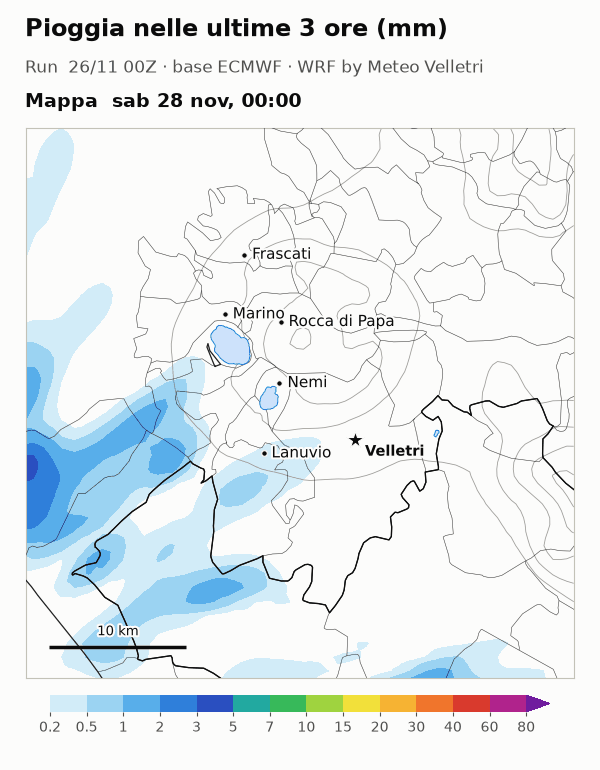 Pioggia nelle ultime 3 ore (mm)
Run  26/11 00Z · base ECMWF · WRF by Meteo Velletri
Mappa  sab 28 nov, 00:00
Frascati
Marino
Rocca di Papa
Nemi
Velletri
Lanuvio
10 km
0.2 0.5 1 2 3 5 7 10 15 20 30 40 60 80